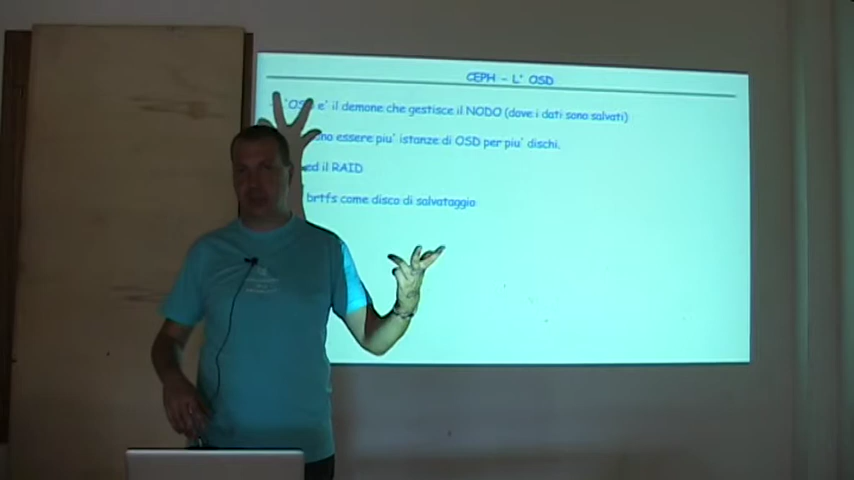 CEPH - L' OSD
e' il demone che gestisce il NODO (dove i dati sono salvati)
essere piu' istanze di OSD per piu' dischi.
ed il RAID
brtfs come disco di salvataggio